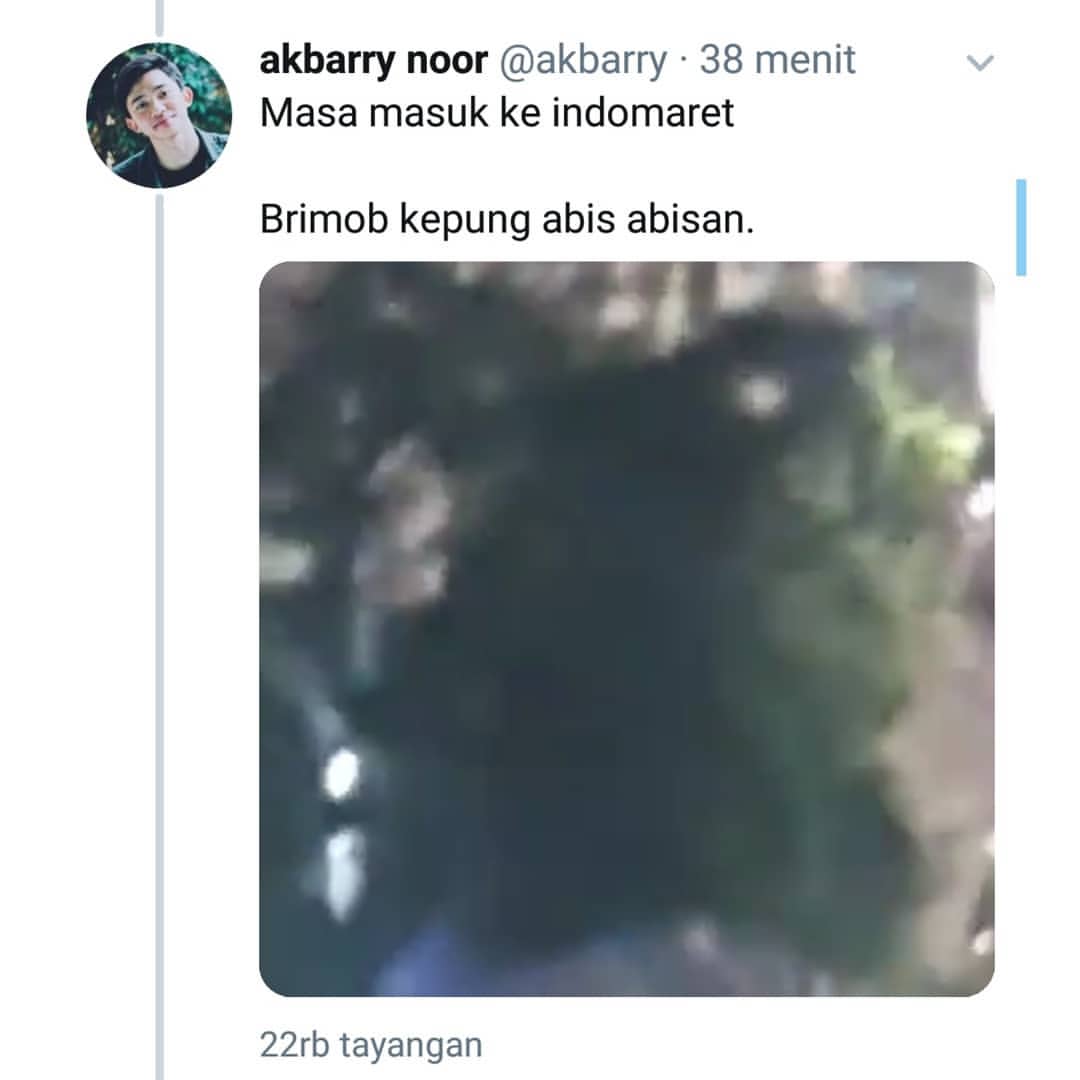 akbarry noor @akbarry · 38 menit
Masa masuk ke indomaret
Brimob kepung abis abisan.
22rb tayangan